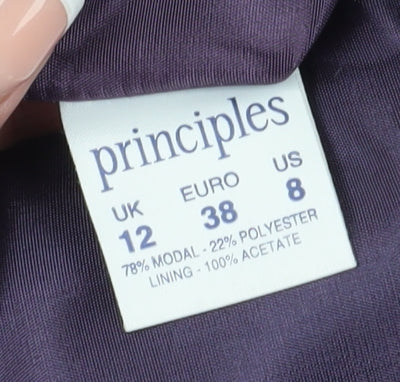 principles
UK EURO US
12 38 8
78% MODAL - 22% POLYESTER
LINING - 100% ACETATE